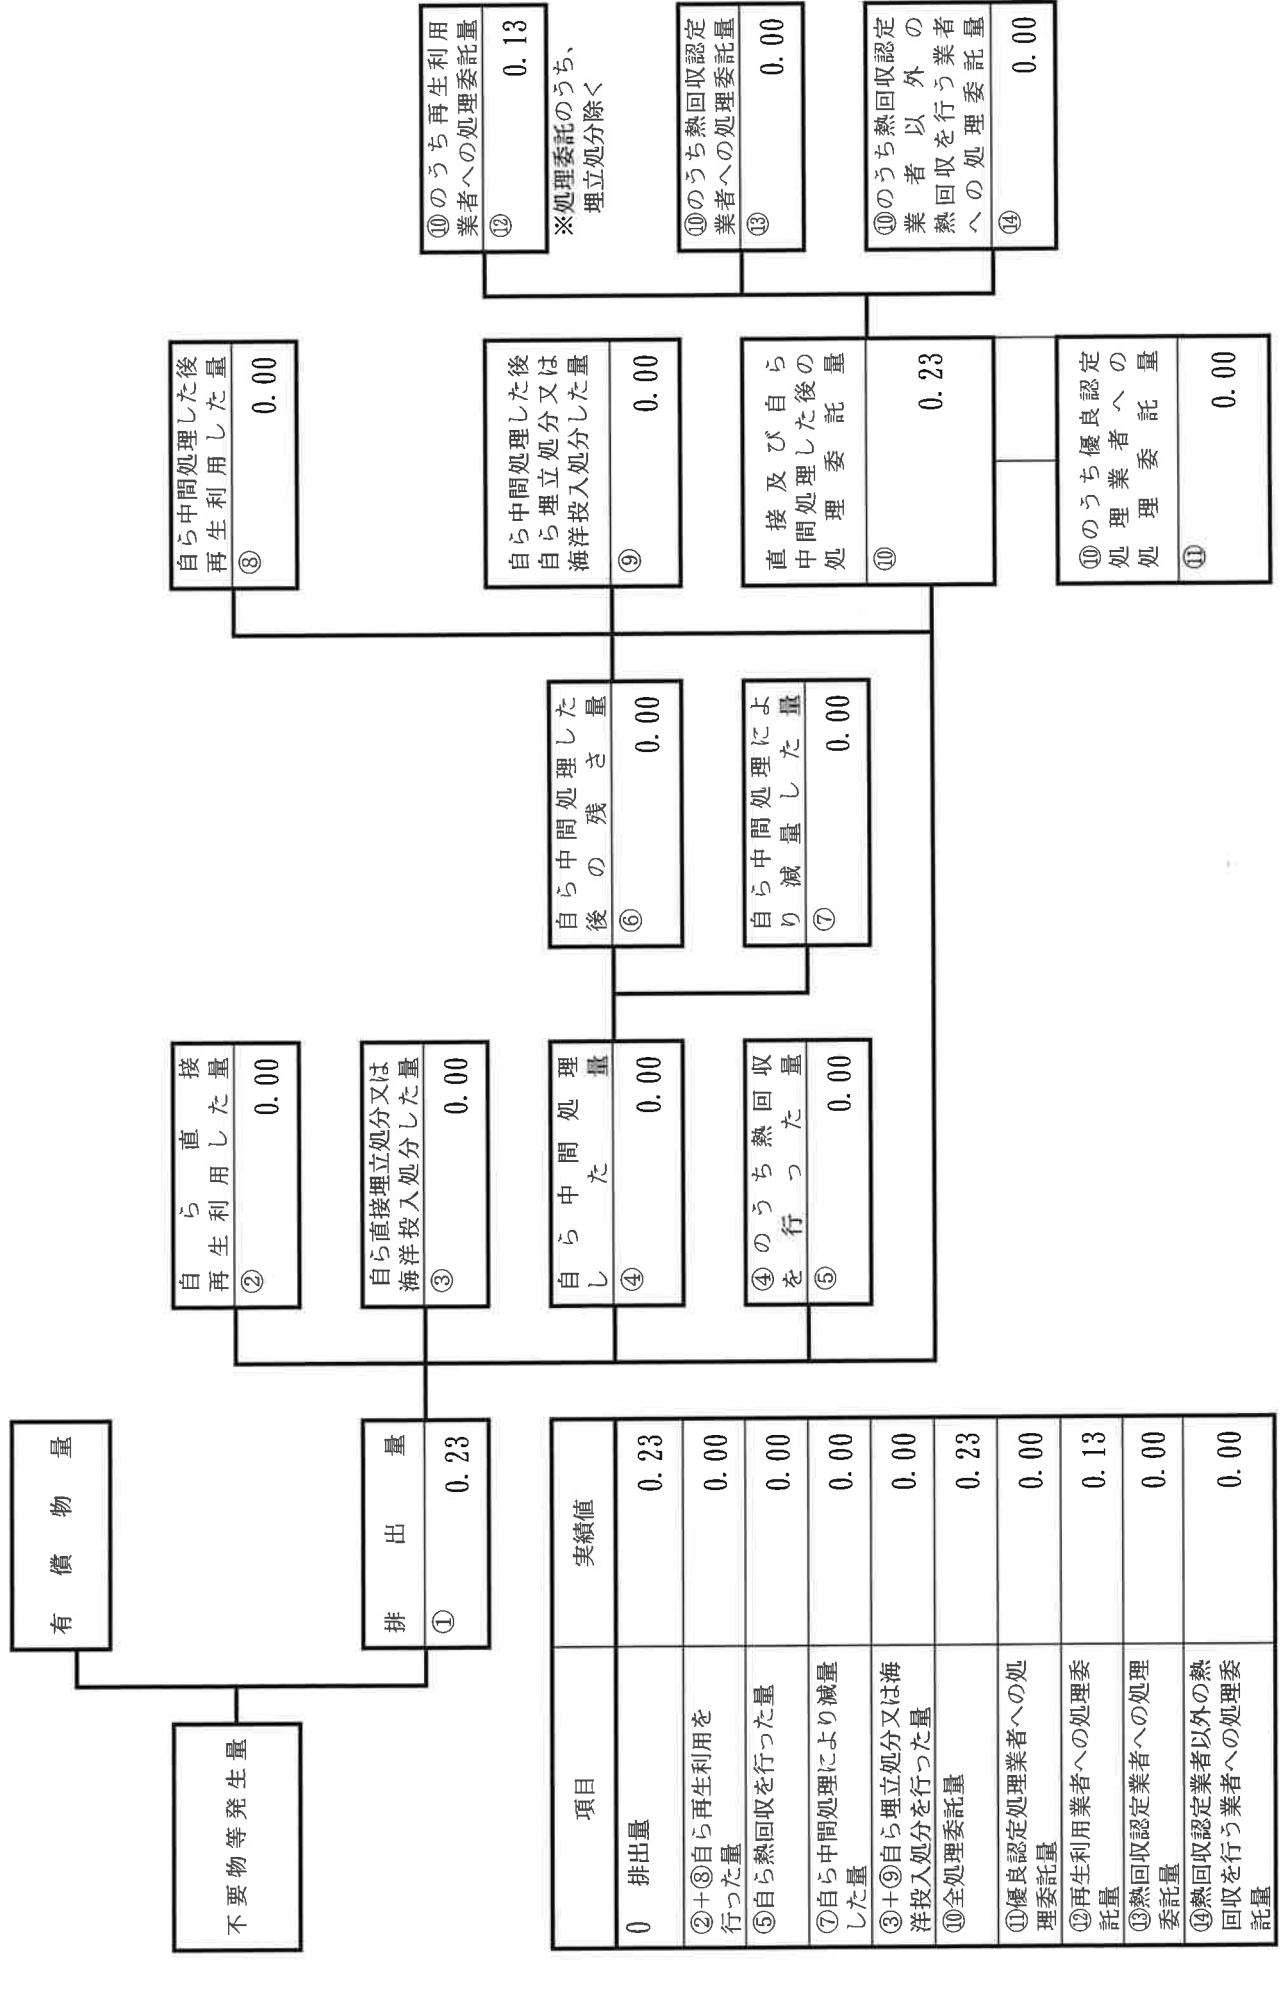 不要物等発生量
有償物量
排出量
① 0.23
自ら直接
再生利用した量
② 0.00
自ら直接埋立処分又は
海洋投入処分した量
③ 0.00
自ら中間処理
した量
④ 0.00
④のうち熱回収
を行った量
⑤ 0.00
自ら中間処理した
後の残さ量
⑥ 0.00
自ら中間処理によ
り減量した量
⑦ 0.00
自ら中間処理した後
再生利用した量
⑧ 0.00
自ら中間処理した後
自ら埋立処分又は
海洋投入処分した量
⑨ 0.00
直接及び自ら
中間処理した後の
処理委託量
⑩ 0.23
⑩のうち優良認定
処理業者への
処理委託量
⑪ 0.00
⑩のうち再生利用
業者への処理委託量
⑫ 0.13
※処理委託のうち、
埋立処分除く
⑩のうち熱回収認定
業者への処理委託量
⑬ 0.00
⑩のうち熱回収認定
業者以外の
熱回収を行う業者
への処理委託量
⑭ 0.00
項目 実績値
0 排出量 0.23
②+⑧自ら再生利用を
行った量 0.00
⑤自ら熱回収を行った量 0.00
⑦自ら中間処理により減量
した量 0.00
③+⑨自ら埋立処分又は海
洋投入処分を行った量 0.00
⑩全処理委託量 0.23
⑪優良認定処理業者への処
理委託量 0.00
⑫再生利用業者への処理委
託量 0.13
⑬熱回収認定業者への処理
委託量 0.00
⑭熱回収認定業者以外の熱
回収を行う業者への処理委
託量 0.00